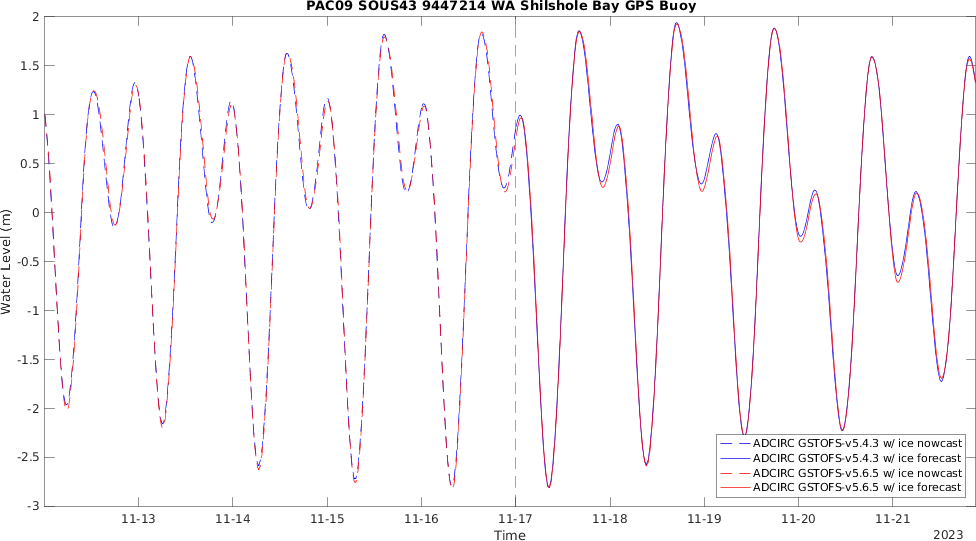 PAC09 SOUS43 9447214 WA Shilshole Bay GPS Buoy
2
1.5
1
0.5
0
-0.5
-1
-1.5
-2
-2.5
-3
Water Level (m)
11-13 11-14 11-15 11-16 11-17 11-18 11-19 11-20 11-21
Time
2023
ADCIRC GSTOFS-v5.4.3 w/ ice nowcast
ADCIRC GSTOFS-v5.4.3 w/ ice forecast
ADCIRC GSTOFS-v5.6.5 w/ ice nowcast
ADCIRC GSTOFS-v5.6.5 w/ ice forecast